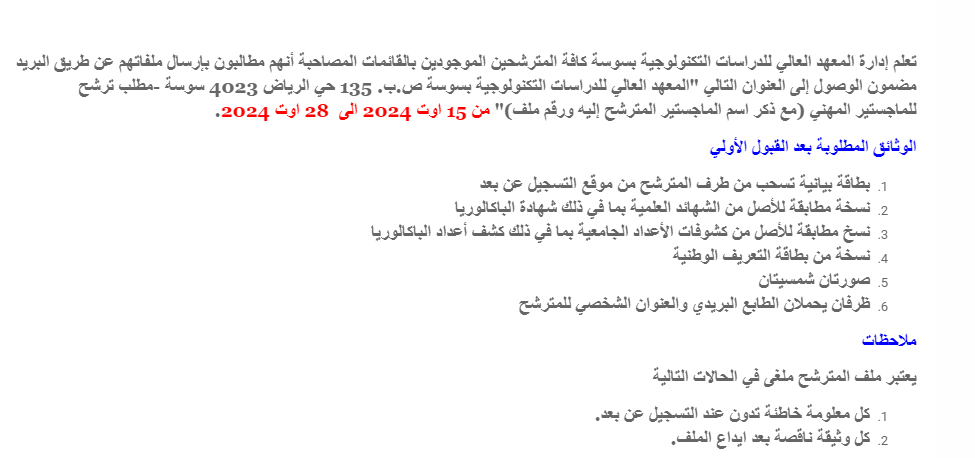 تعلم إدارة المعهد العالي للدراسات التكنولوجية بسوسة كافة المترشحين الموجودين بالقائمات المصاحبة أنهم مطالبون بإرسال ملفاتهم عن طريق البريد
مضمون الوصول إلى العنوان التالي "المعهد العالي للدراسات التكنولوجية بسوسة ص.ب. 135 حي الرياض 4023 سوسة -مطلب ترشح
للماجستير المهني (مع ذكر اسم الماجستير المترشح إليه ورقم ملف)" من 15 اوت 2024 الى 28 اوت 2024.
الوثائق المطلوبة بعد القبول الأولي
1. بطاقة بيانية تسحب من طرف المترشح من موقع التسجيل عن بعد
2. نسخة مطابقة للأصل من الشهائد العلمية بما في ذلك شهادة الباكالوريا
3. نسخ مطابقة للأصل من كشوفات الأعداد الجامعية بما في ذلك كشف أعداد الباكالوريا
4. نسخة من بطاقة التعريف الوطنية
5. صورتان شمسيتان
6. ظرفان يحملان الطابع البريدي والعنوان الشخصي للمترشح
ملاحظات
يعتبر ملف المترشح ملغى في الحالات التالية
1. كل معلومة خاطئة تدون عند التسجيل عن بعد.
2. كل وثيقة ناقصة بعد ايداع الملف.